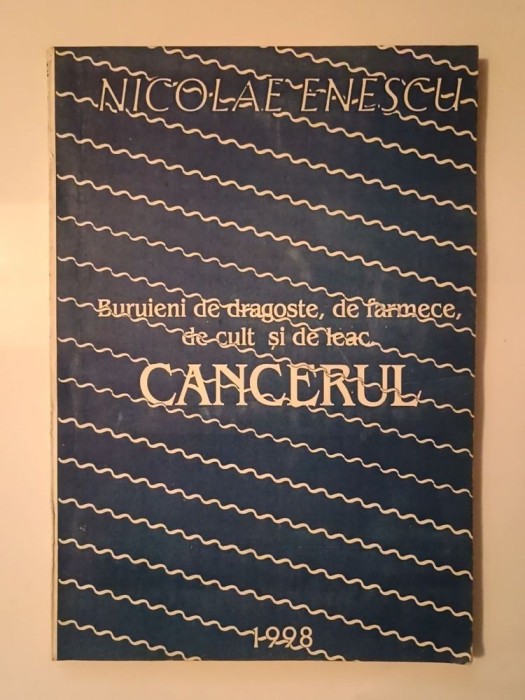 NICOLAE ENESCU
Buruieni de dragoste, de farmece,
de cult și de leac.
CANCERUL
1998